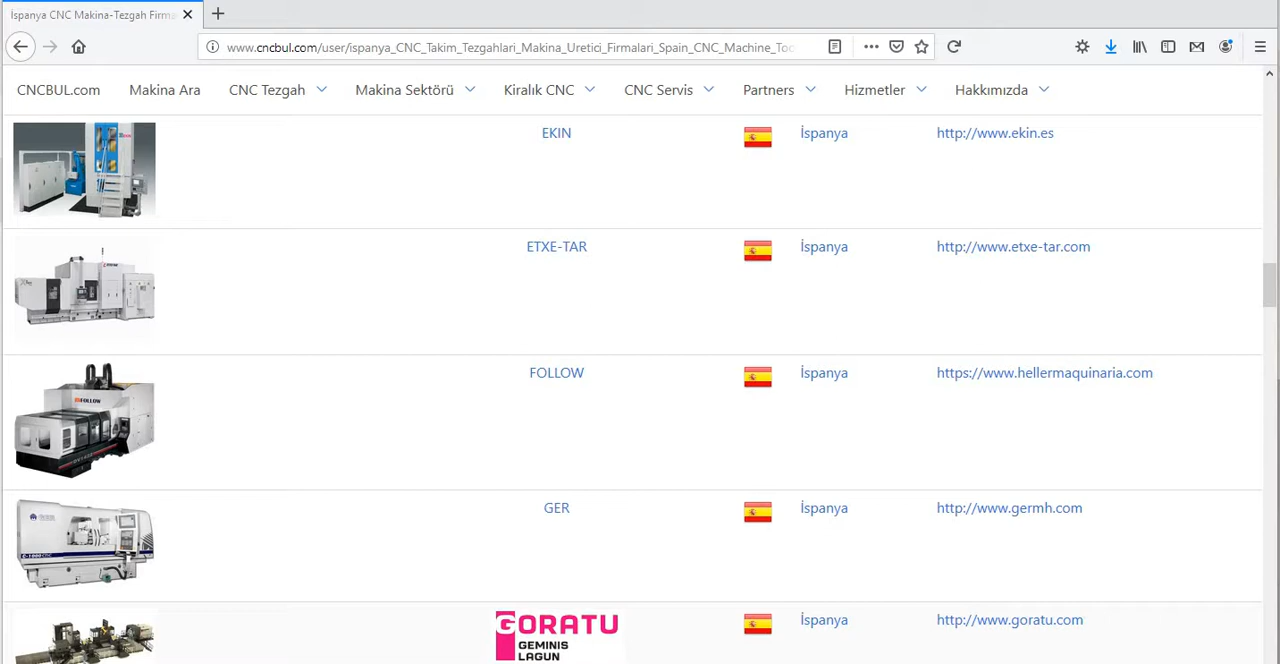 İspanya CNC Makina-Tezgah Firma
www.cncbul.com/user/ispanya_CNC_Takim_Tezgahlari_Makina_Uretici_Firmalari_Spain_CNC_Machine_Toc
CNCBUL.com Makina Ara CNC Tezgah Makina Sektörü Kiralık CNC CNC Servis Partners Hizmetler Hakkımızda
EKIN İspanya http://www.ekin.es
ETXE-TAR İspanya http://www.etxe-tar.com
FOLLOW İspanya https://www.hellermaquinaria.com
FOLLOW
GER İspanya http://www.germh.com
GORATU İspanya http://www.goratu.com
GEMINIS
LAGUN